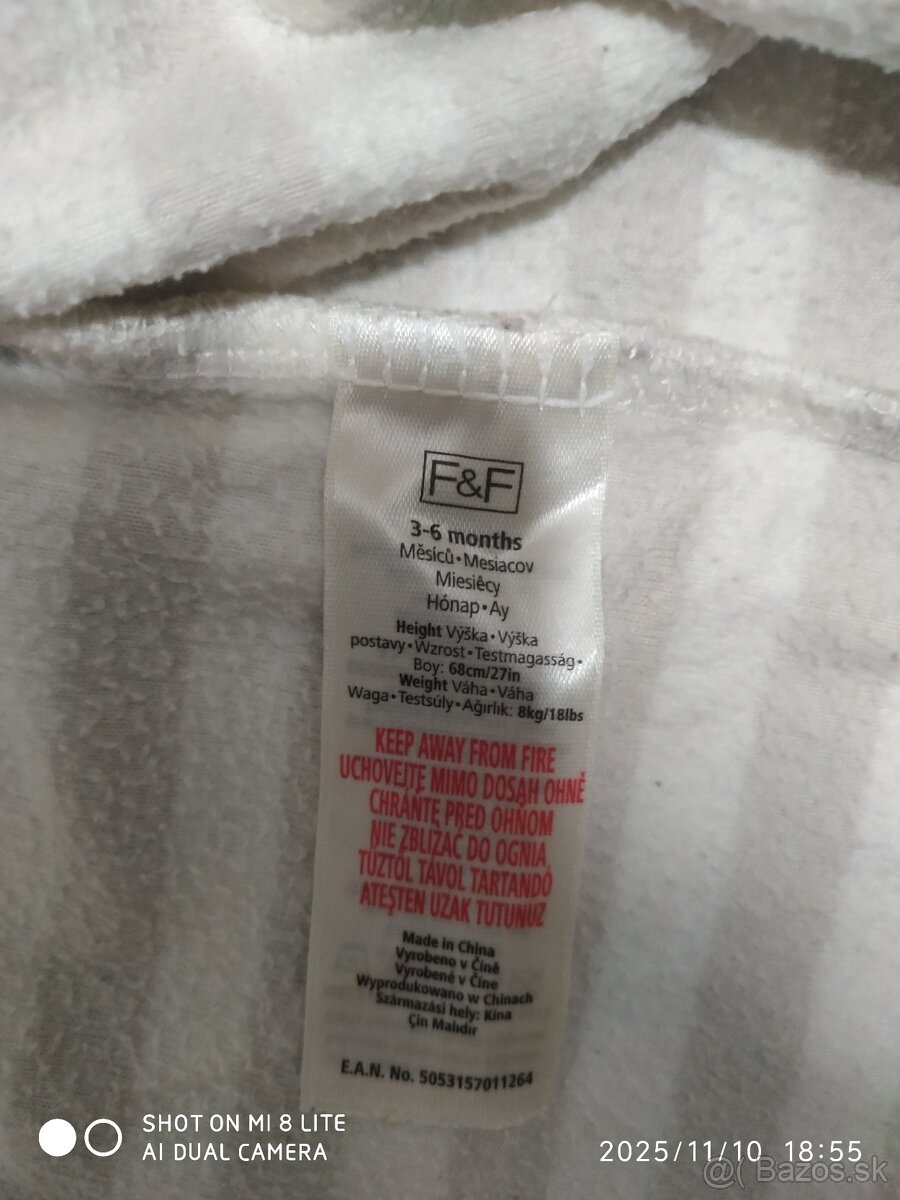 F&F
3-6 months
Měsíců • Mesiacov
Miesięcy
Hónap • Ay
Height Výška • Výška
postavy • Wzrost • Testmagasság •
Boy: 68cm/27in
Weight Váha • Váha
Waga • Testsúly • Ağırlık: 8kg/18lbs
KEEP AWAY FROM FIRE
UCHOVEJTE MIMO DOSAH OHNĚ
CHRÁŇTE PRED OHŇOM
NIE ZBLIŻAĆ DO OGNIA
TŰZTŐL TÁVOL TARTANDÓ
ATEŞTEN UZAK TUTUNUZ
Made in China
Vyrobeno v Číně
Vyrobené v Číne
Wyprodukowano w Chinach
Származási hely: Kína
Çin Malıdır
E.A.N. No. 5053157011264
SHOT ON MI 8 LITE
AI DUAL CAMERA
2025/11/10 18:55
@( Bazos.sk